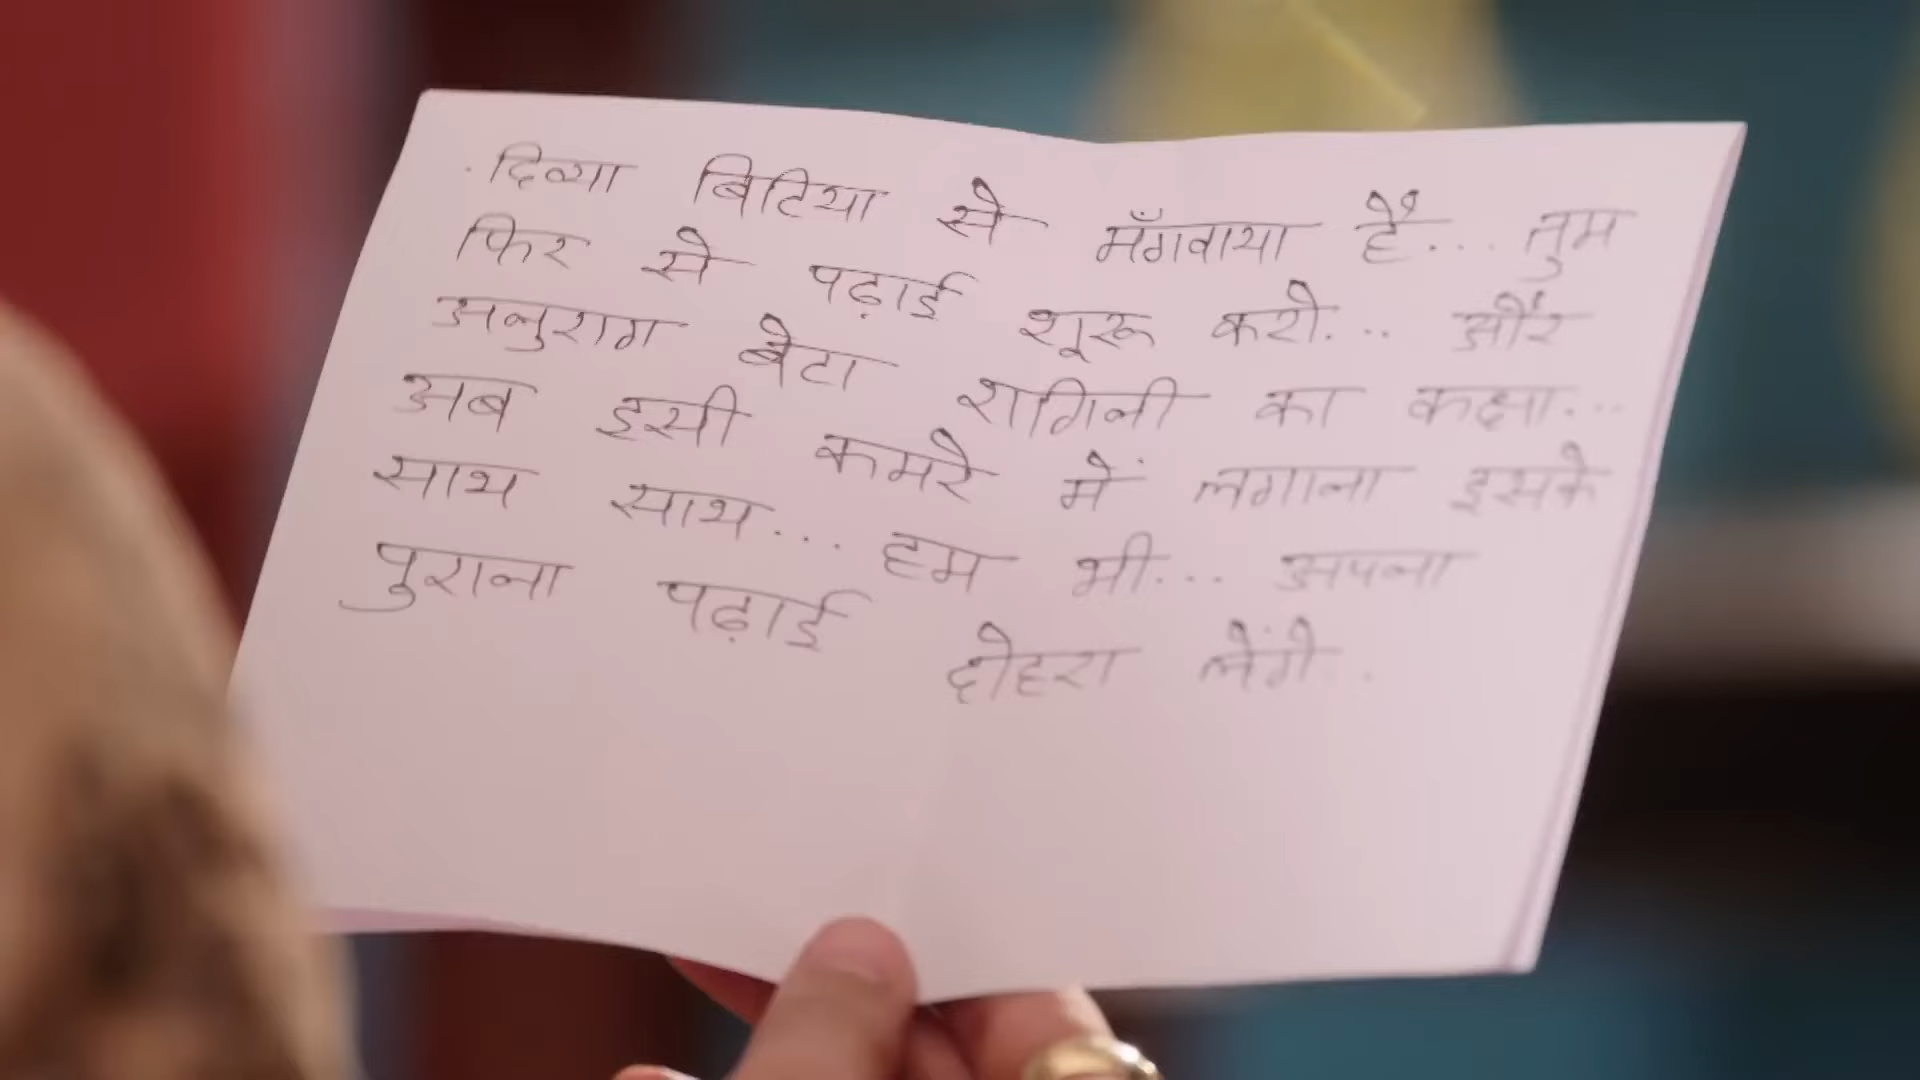 दिव्या बिटिया से मँगवाया है... तुम
फिर से पढ़ाई शूरू करो... और
अनुराग बेटा रागिनी का कक्षा...
अब इसी कमरे में लगाना इसके
साथ साथ... हम भी... अपना
पुराना पढ़ाई दोहरा लेंगे.